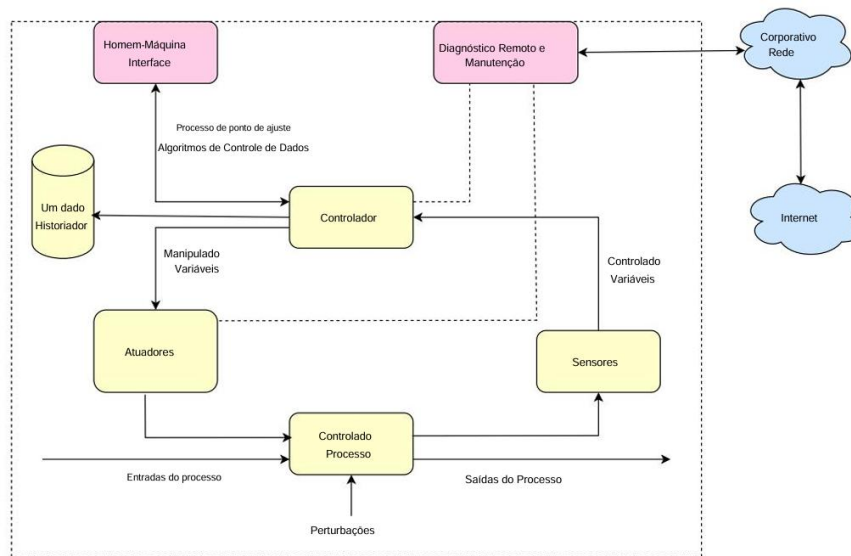 Homem-Máquina
Interface
Diagnóstico Remoto e
Manutenção
Corporativo
Rede
Processo de ponto de ajuste
Algoritmos de Controle de Dados
Um dado
Historiador
Controlador
Internet
Manipulado
Variáveis
Controlado
Variáveis
Atuadores
Sensores
Controlado
Processo
Entradas do processo
Saídas do Processo
Perturbações